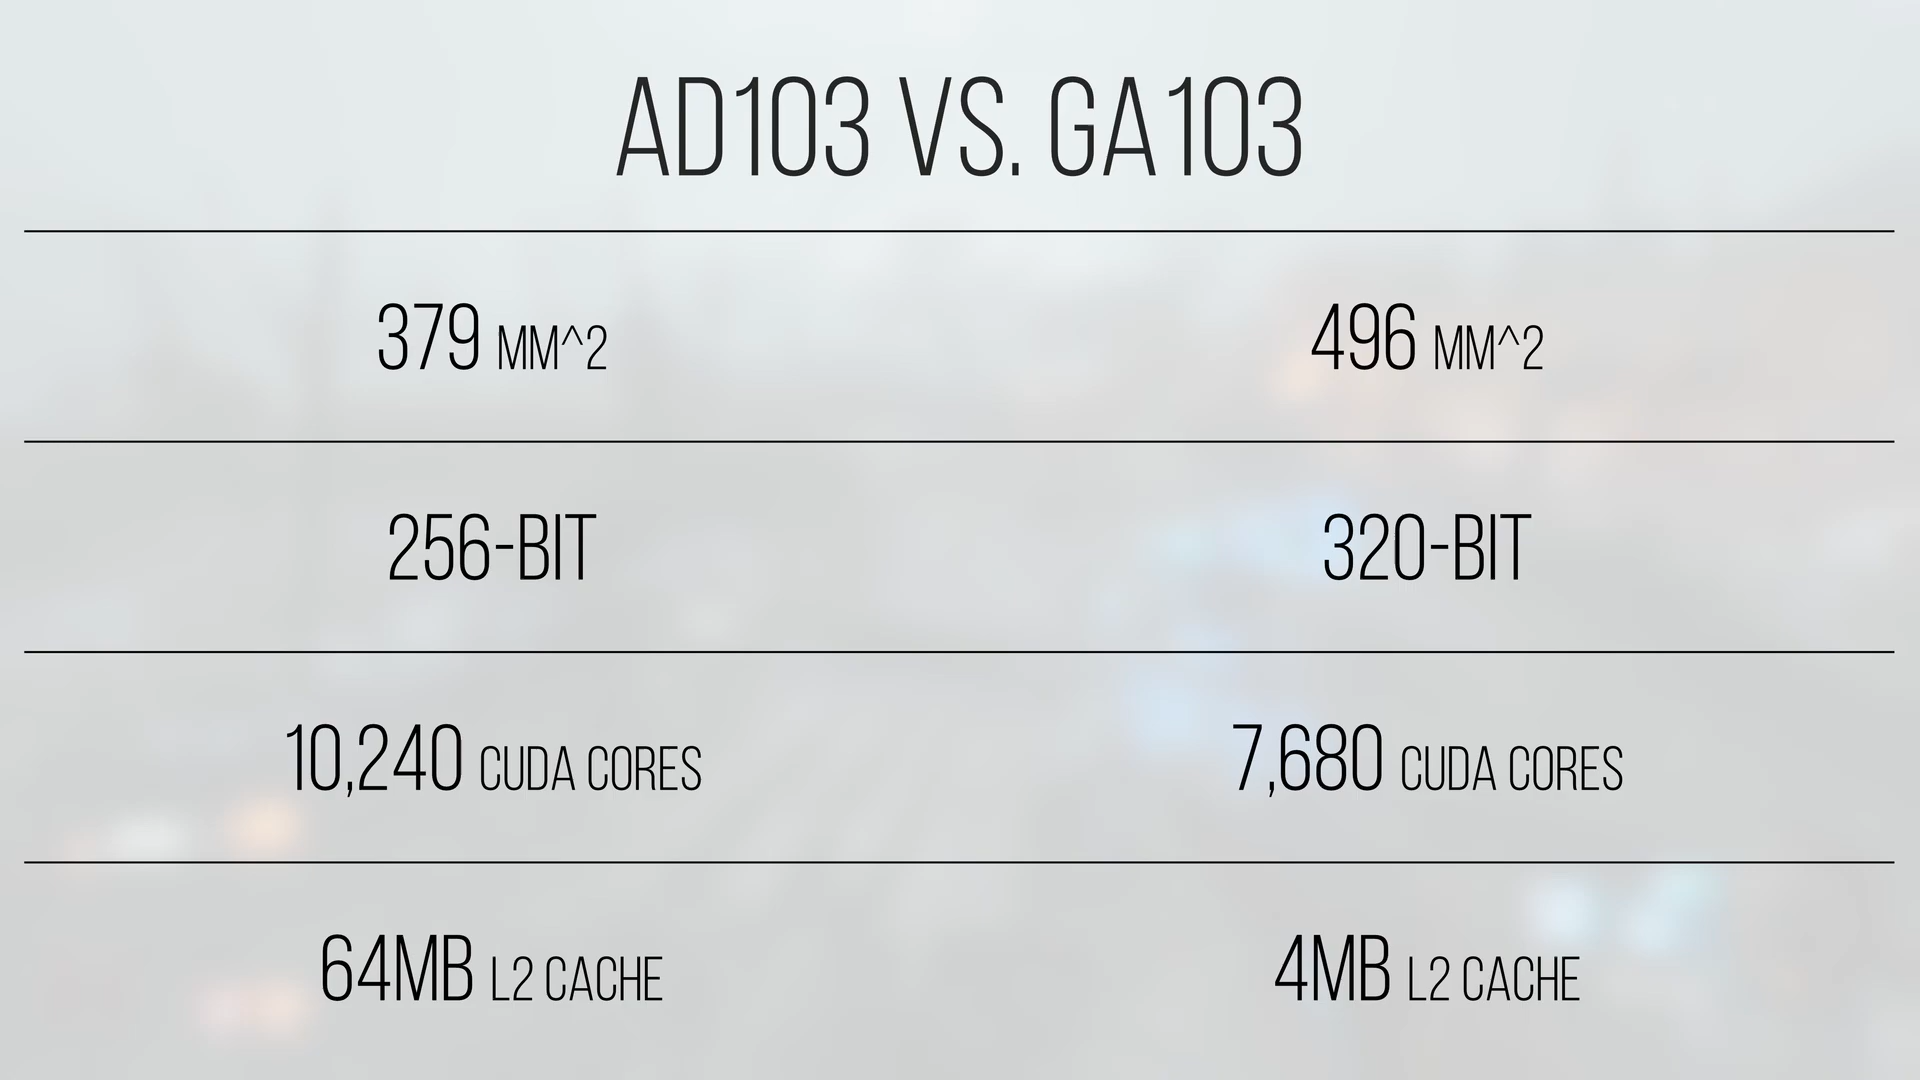 AD103 VS. GA103
379 MM^2
496 MM^2
256-BIT
320-BIT
10,240 CUDA CORES
7,680 CUDA CORES
64MB L2 CACHE
4MB L2 CACHE